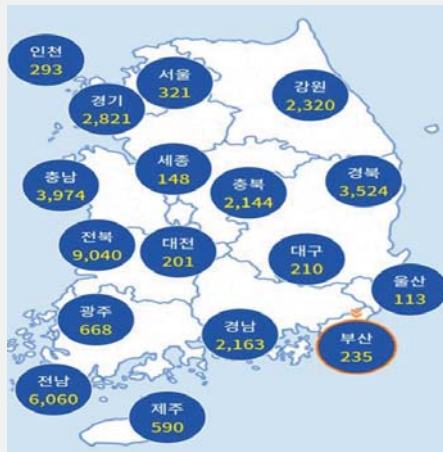 인천
293
서울
321
강원
2,320
경기
2,821
세종
148
충북
2,144
경북
3,524
충남
3,974
전북
9,040
대전
201
대구
210
울산
113
광주
668
경남
2,163
부산
235
전남
6,060
제주
590